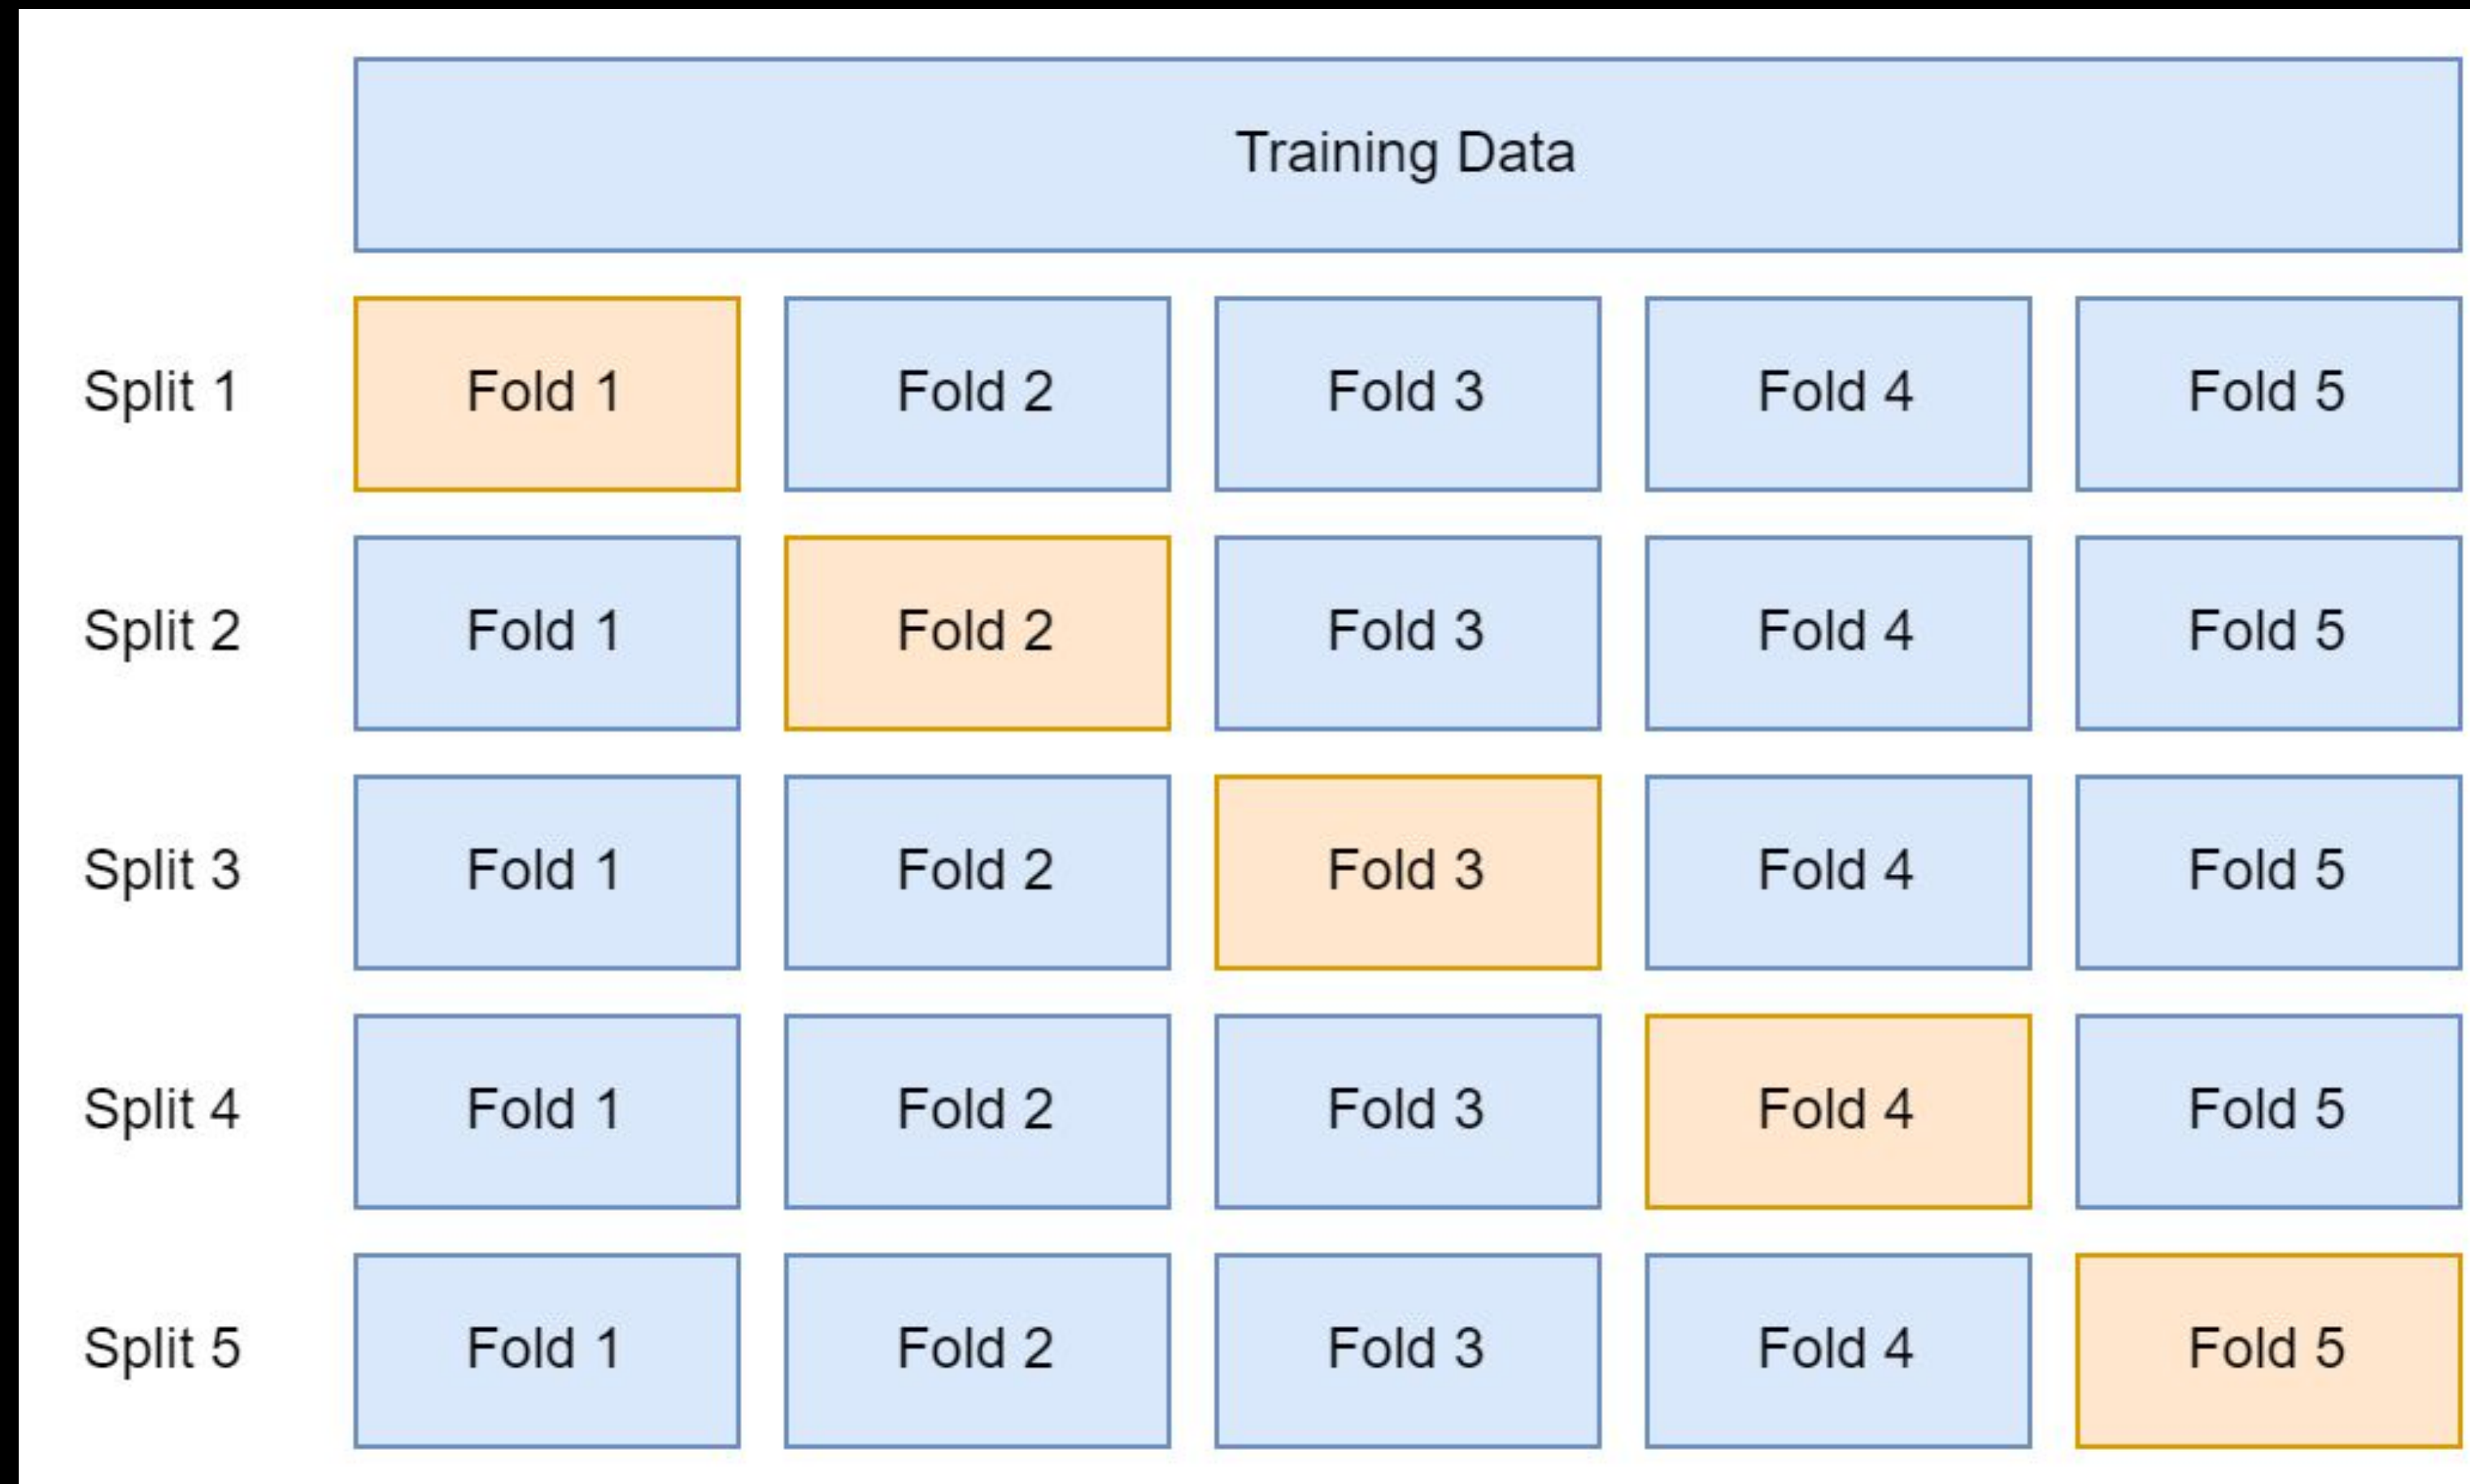 Training Data
Split 1 Fold 1 Fold 2 Fold 3 Fold 4 Fold 5
Split 2 Fold 1 Fold 2 Fold 3 Fold 4 Fold 5
Split 3 Fold 1 Fold 2 Fold 3 Fold 4 Fold 5
Split 4 Fold 1 Fold 2 Fold 3 Fold 4 Fold 5
Split 5 Fold 1 Fold 2 Fold 3 Fold 4 Fold 5